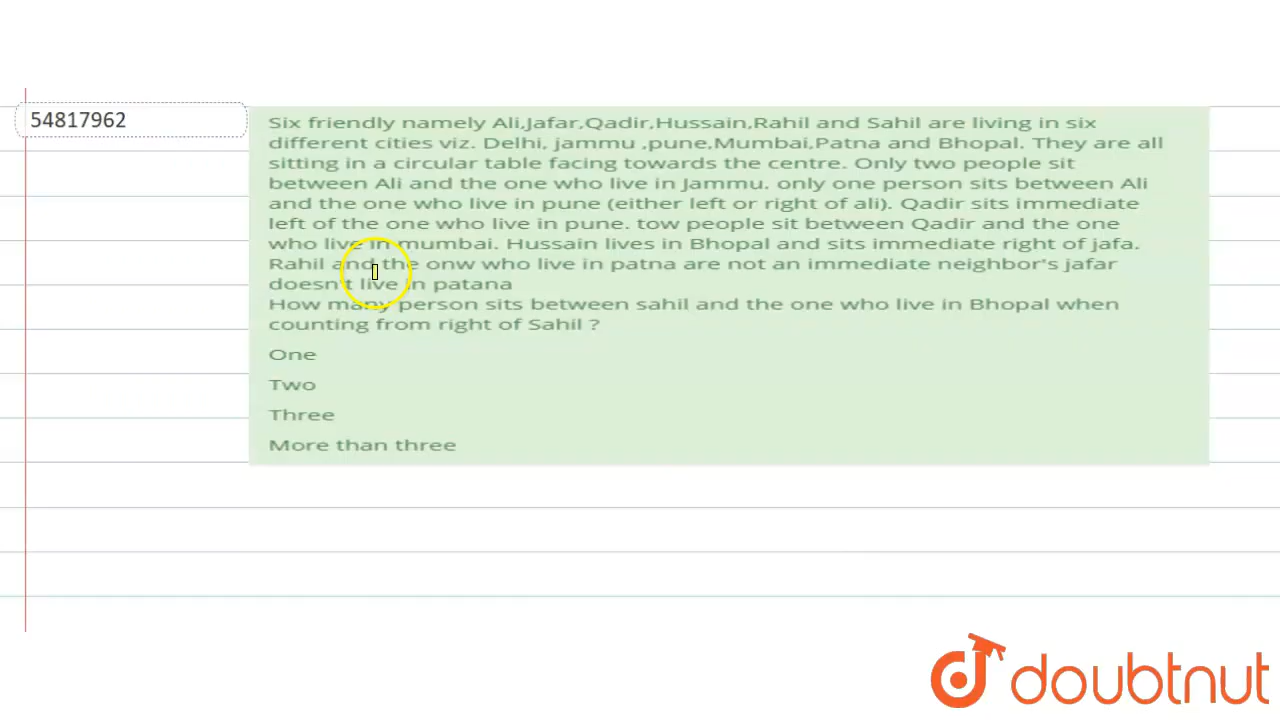 54817962
Six friendly namely Ali,Jafar,Qadir,Hussain,Rahil and Sahil are living in six
different cities viz. Delhi, jammu ,pune,Mumbai,Patna and Bhopal. They are all
sitting in a circular table facing towards the centre. Only two people sit
between Ali and the one who live in Jammu. only one person sits between Ali
and the one who live in pune (either left or right of ali). Qadir sits immediate
left of the one who live in pune. tow people sit between Qadir and the one
who live in mumbai. Hussain lives in Bhopal and sits immediate right of jafa.
Rahil and the onw who live in patna are not an immediate neighbor's jafar
doesn't live in patana
How many person sits between sahil and the one who live in Bhopal when
counting from right of Sahil ?
One
Two
Three
More than three
doubtnut